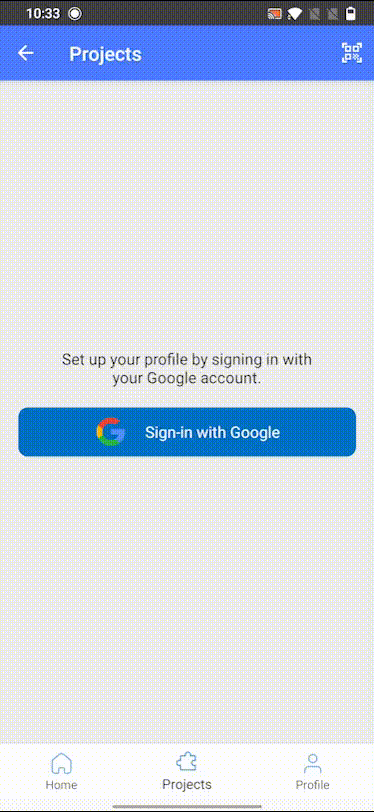 10:33
Projects
Set up your profile by signing in with
your Google account.
Sign-in with Google
Home
Projects
Profile